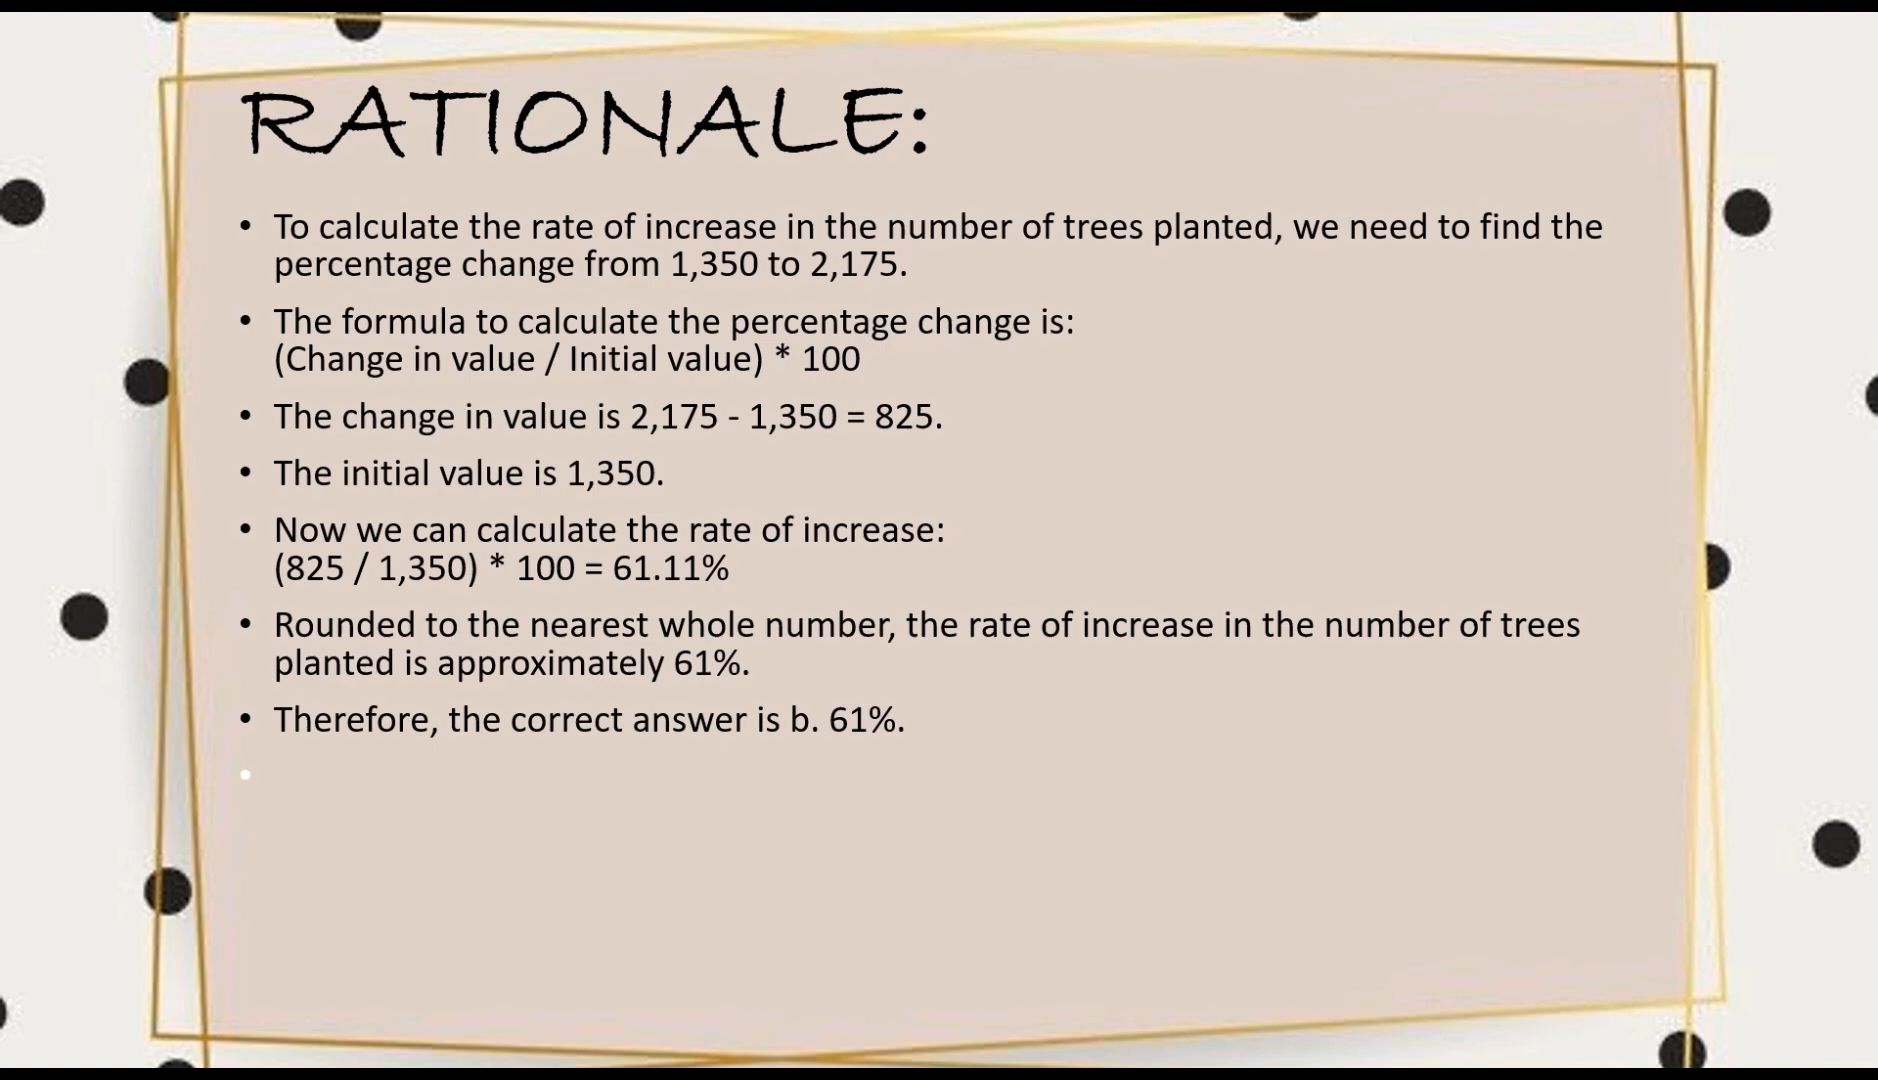 RATIONALE:
• To calculate the rate of increase in the number of trees planted, we need to find the
percentage change from 1,350 to 2,175.
• The formula to calculate the percentage change is:
(Change in value / Initial value) * 100
• The change in value is 2,175 - 1,350 = 825.
• The initial value is 1,350.
• Now we can calculate the rate of increase:
(825 / 1,350) * 100 = 61.11%
• Rounded to the nearest whole number, the rate of increase in the number of trees
planted is approximately 61%.
• Therefore, the correct answer is b. 61%.